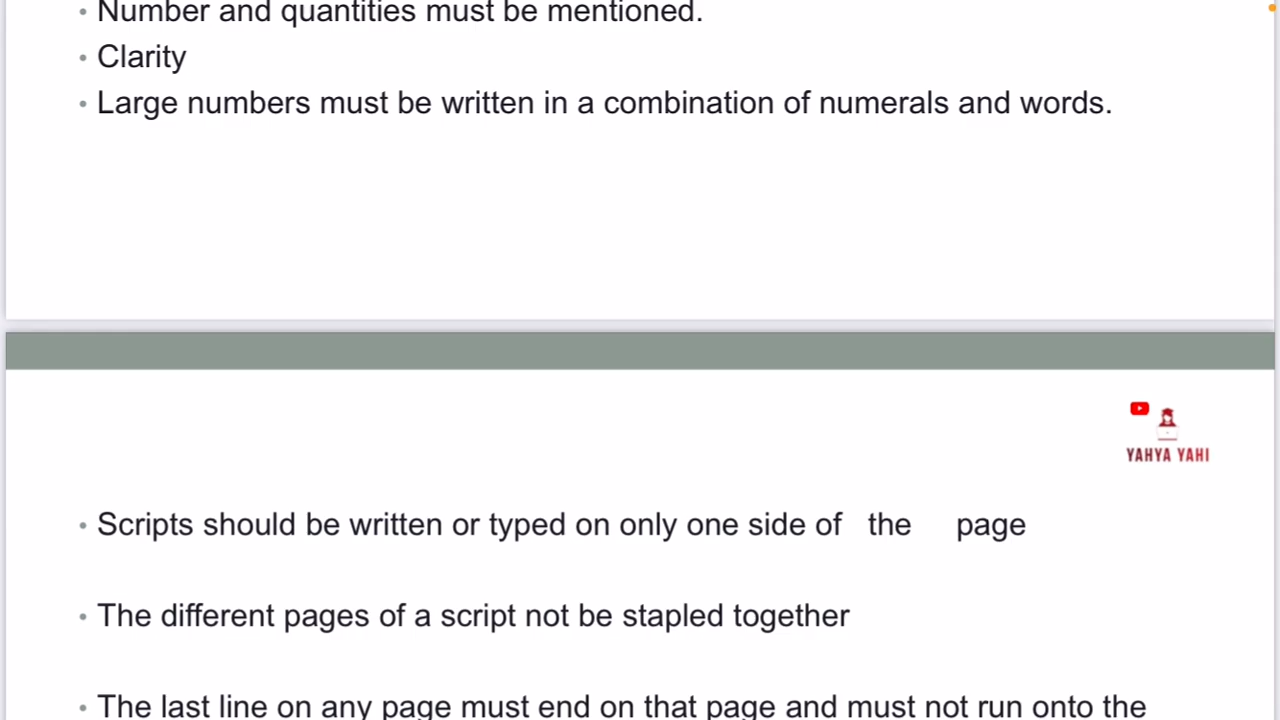 • Number and quantities must be mentioned.
• Clarity
• Large numbers must be written in a combination of numerals and words.
YAHYA YAHI
• Scripts should be written or typed on only one side of the page
• The different pages of a script not be stapled together
• The last line on any page must end on that page and must not run onto the